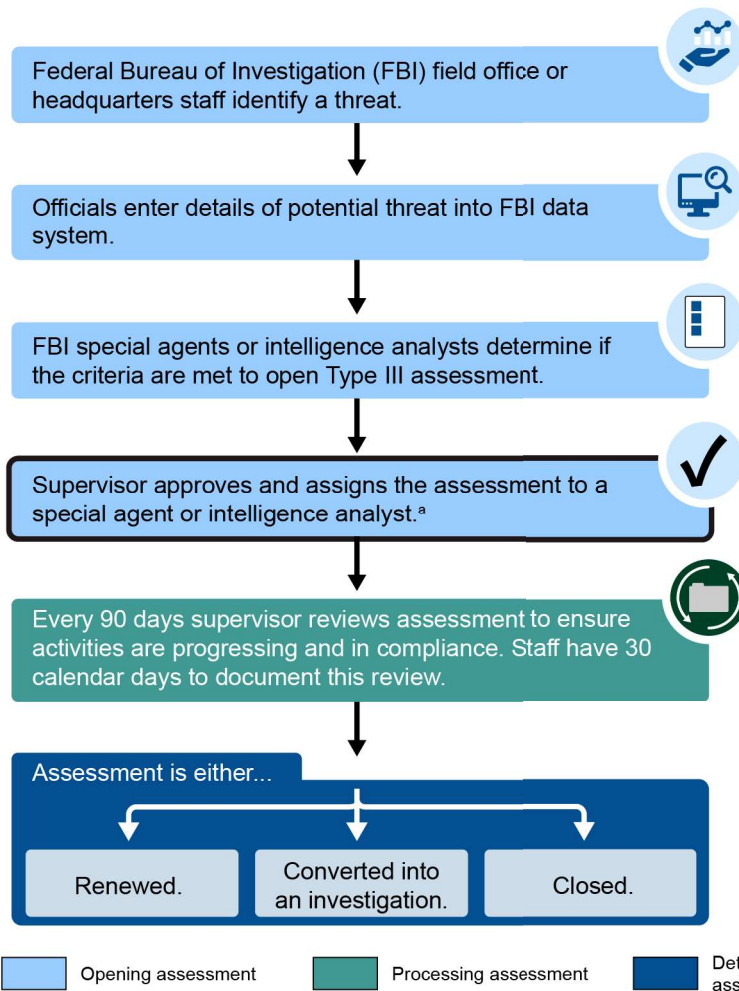 Federal Bureau of Investigation (FBI) field office or
headquarters staff identify a threat.
Officials enter details of potential threat into FBI data
system.
FBI special agents or intelligence analysts determine if
the criteria are met to open Type III assessment.
Supervisor approves and assigns the assessment to a
special agent or intelligence analyst.ᵃ
Every 90 days supervisor reviews assessment to ensure
activities are progressing and in compliance. Staff have 30
calendar days to document this review.
Assessment is either...
Renewed.
Converted into
an investigation.
Closed.
Opening assessment
Processing assessment